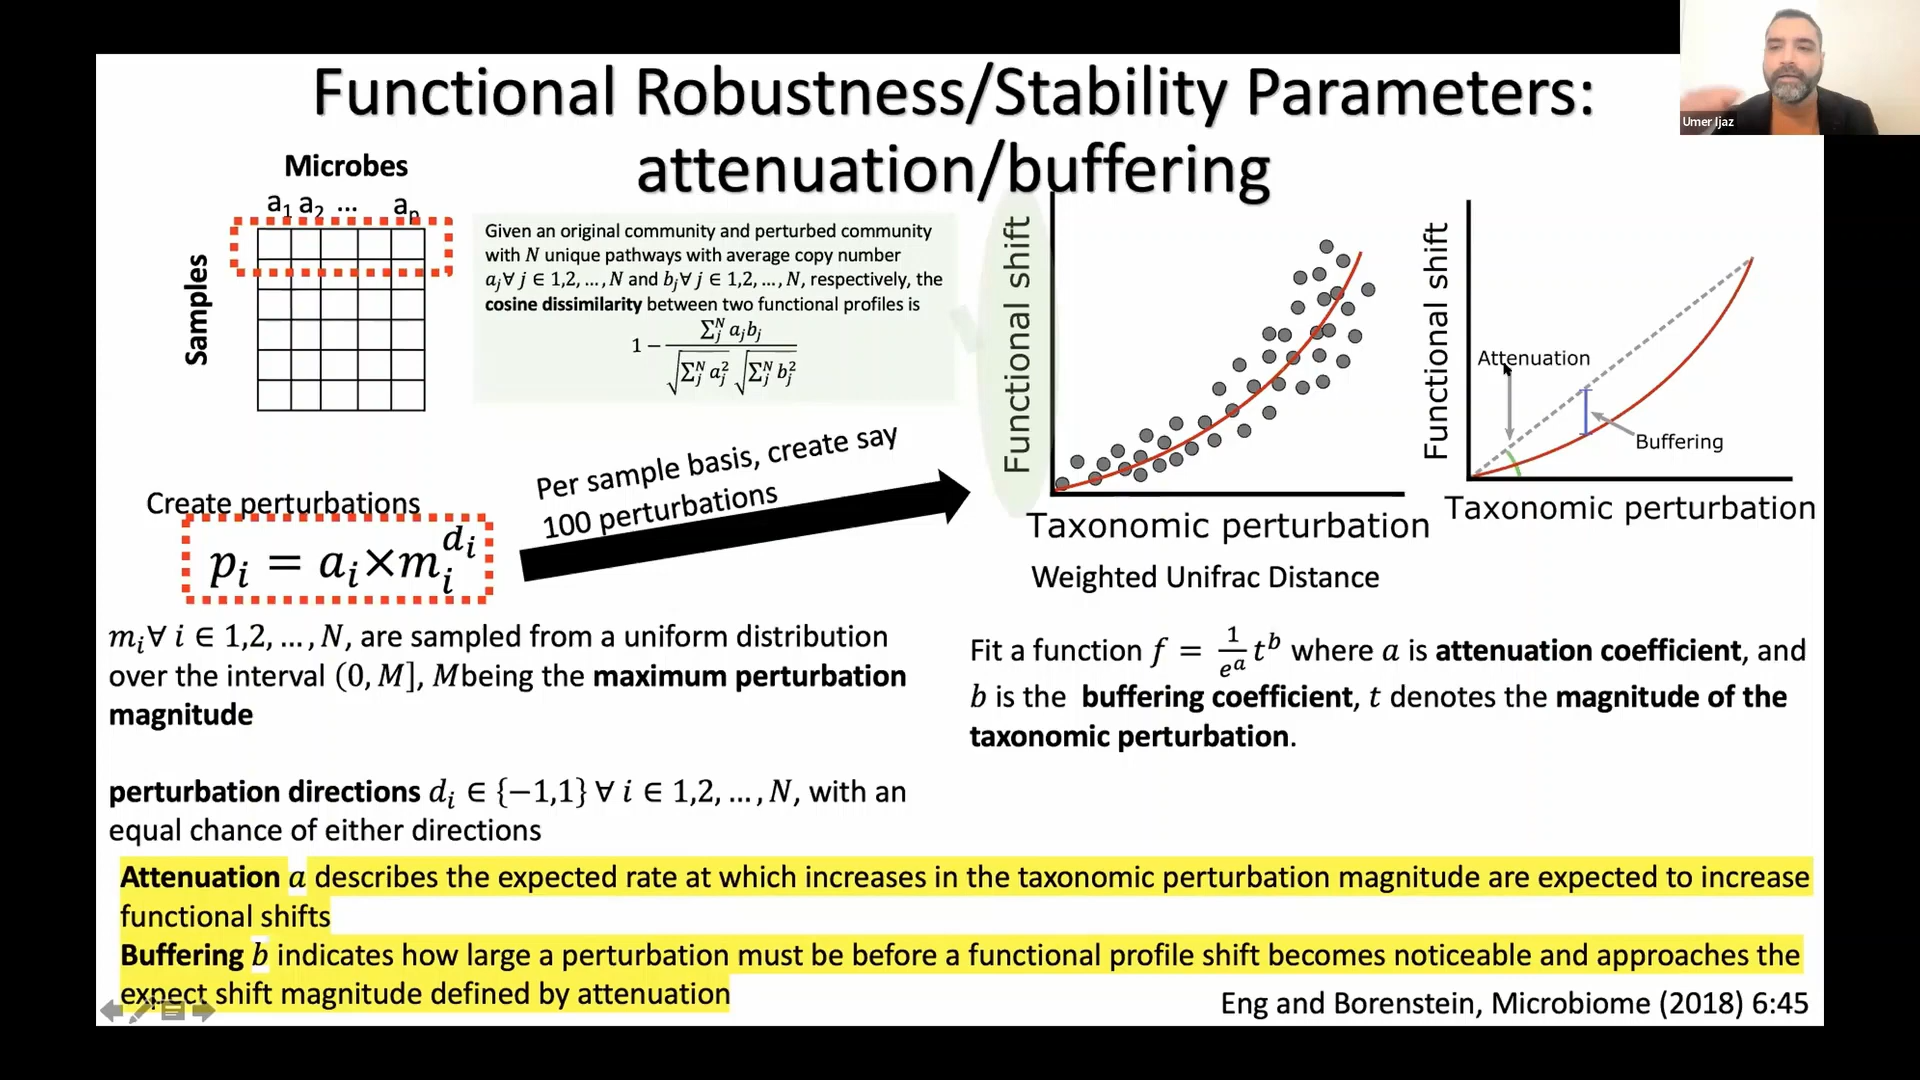 Functional Robustness/Stability Parameters:
attenuation/buffering
Umer Ijaz
Microbes
a₁ a₂ ... aₚ
Samples
Given an original community and perturbed community
with N unique pathways with average copy number
aⱼ∀ j ∈ 1,2, ..., N and bⱼ∀ j ∈ 1,2, ..., N, respectively, the
cosine dissimilarity between two functional profiles is
1 − (∑ⱼᴺ aⱼbⱼ) / (√(∑ⱼᴺ aⱼ²) √(∑ⱼᴺ bⱼ²))
Create perturbations
pᵢ = aᵢ×mᵢ^dᵢ
Per sample basis, create say
100 perturbations
Functional shift
Taxonomic perturbation
Weighted Unifrac Distance
Functional shift
Attenuation
Buffering
Taxonomic perturbation
mᵢ∀ i ∈ 1,2, ..., N, are sampled from a uniform distribution
over the interval (0, M], Mbeing the maximum perturbation
magnitude
perturbation directions dᵢ ∈ {−1,1} ∀ i ∈ 1,2, ..., N, with an
equal chance of either directions
Fit a function f = (1/eᵃ) tᵇ where a is attenuation coefficient, and
b is the buffering coefficient, t denotes the magnitude of the
taxonomic perturbation.
Attenuation a describes the expected rate at which increases in the taxonomic perturbation magnitude are expected to increase
functional shifts
Buffering b indicates how large a perturbation must be before a functional profile shift becomes noticeable and approaches the
expect shift magnitude defined by attenuation
Eng and Borenstein, Microbiome (2018) 6:45